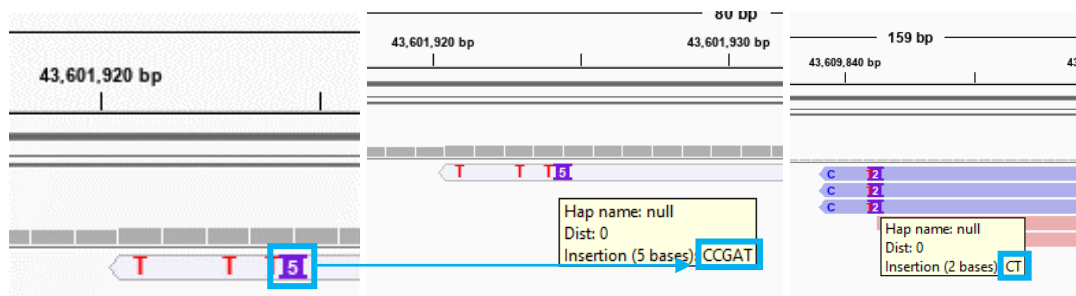 43,601,920 bp
T T T 5
80 bp
43,601,920 bp 43,601,930 bp
T T T 5
Hap name: null
Dist: 0
Insertion (5 bases): CCGAT
159 bp
43,609,840 bp 43
C T 2
C T 2
C T 2
Hap name: null
Dist: 0
Insertion (2 bases) CT